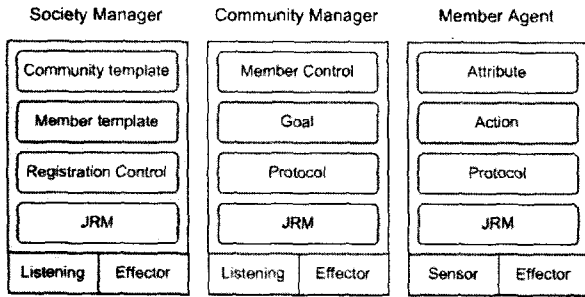 Society Manager
Community template
Member template
Registration Control
JRM
Listening
Effector
Community Manager
Member Control
Goal
Protocol
JRM
Listening
Effector
Member Agent
Attribute
Action
Protocol
JRM
Sensor
Effector